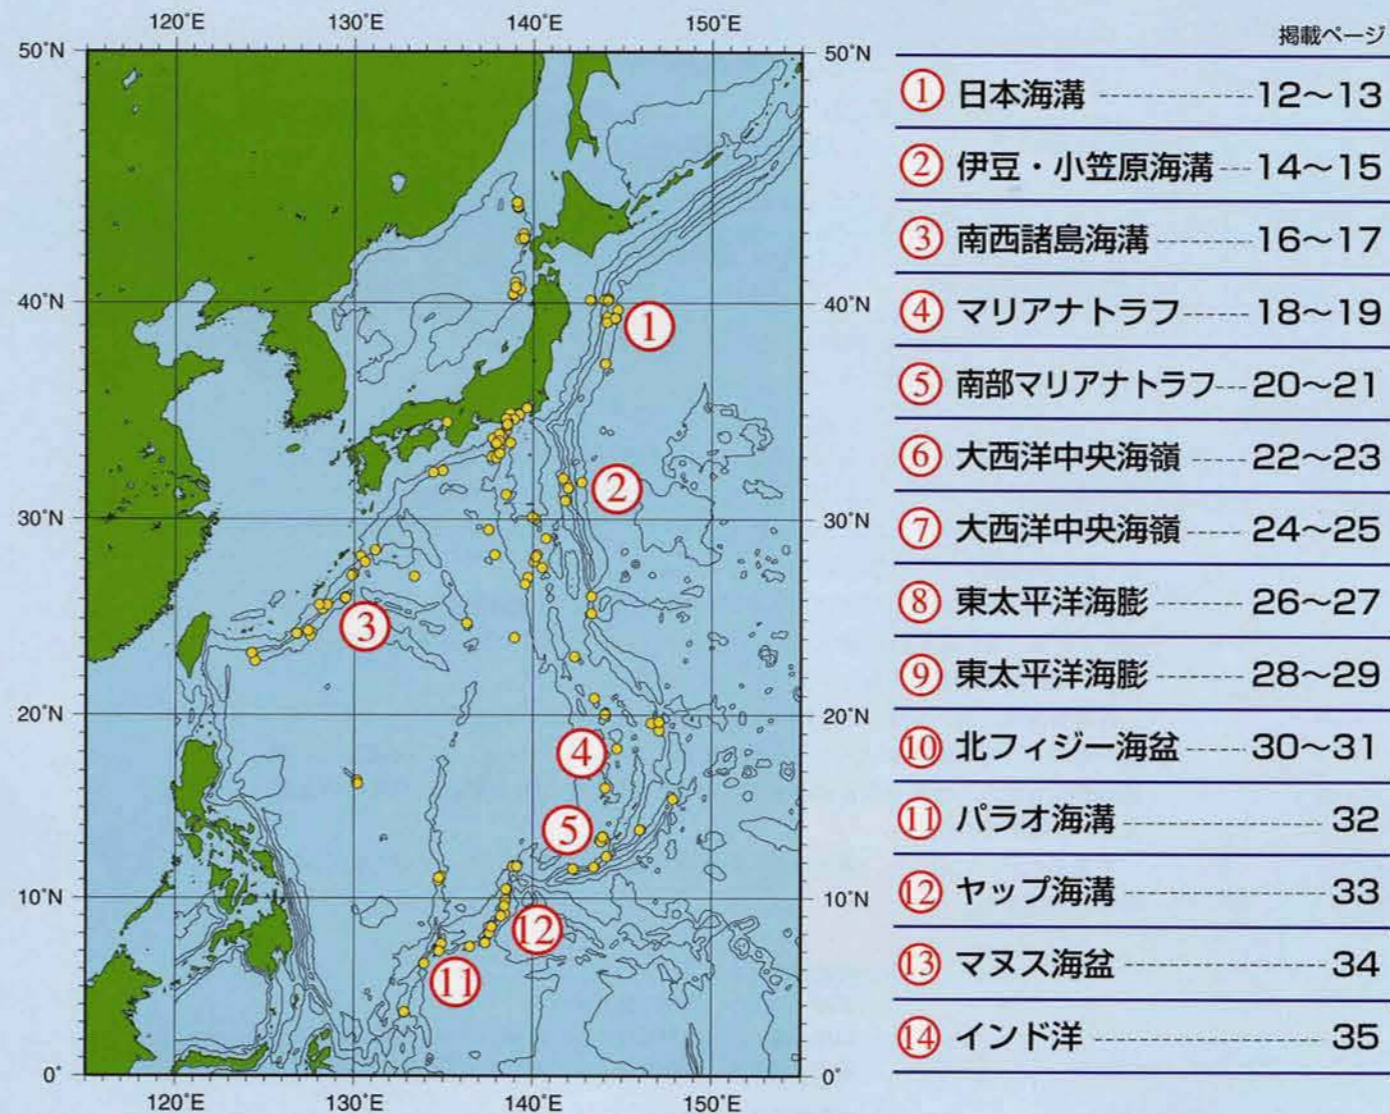 120°E 130°E 140°E 150°E
50°N 50°N
40°N 40°N
①
②
30°N 30°N
③
20°N 20°N
④
⑤
10°N 10°N
⑫
⑪
0° 0°
120°E 130°E 140°E 150°E
掲載ページ
① 日本海溝 12〜13
② 伊豆・小笠原海溝 14〜15
③ 南西諸島海溝 16〜17
④ マリアナトラフ 18〜19
⑤ 南部マリアナトラフ 20〜21
⑥ 大西洋中央海嶺 22〜23
⑦ 大西洋中央海嶺 24〜25
⑧ 東太平洋海膨 26〜27
⑨ 東太平洋海膨 28〜29
⑩ 北フィジー海盆 30〜31
⑪ パラオ海溝 32
⑫ ヤップ海溝 33
⑬ マヌス海盆 34
⑭ インド洋 35